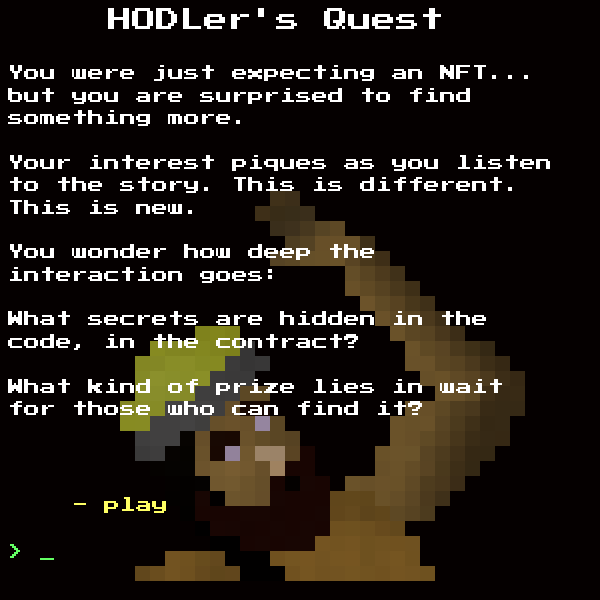 HODLer's Quest
You were just expecting an NFT...
but you are surprised to find
something more.
Your interest piques as you listen
to the story. This is different.
This is new.
You wonder how deep the
interaction goes:
What secrets are hidden in the
code, in the contract?
What kind of prize lies in wait
for those who can find it?
- play
> _